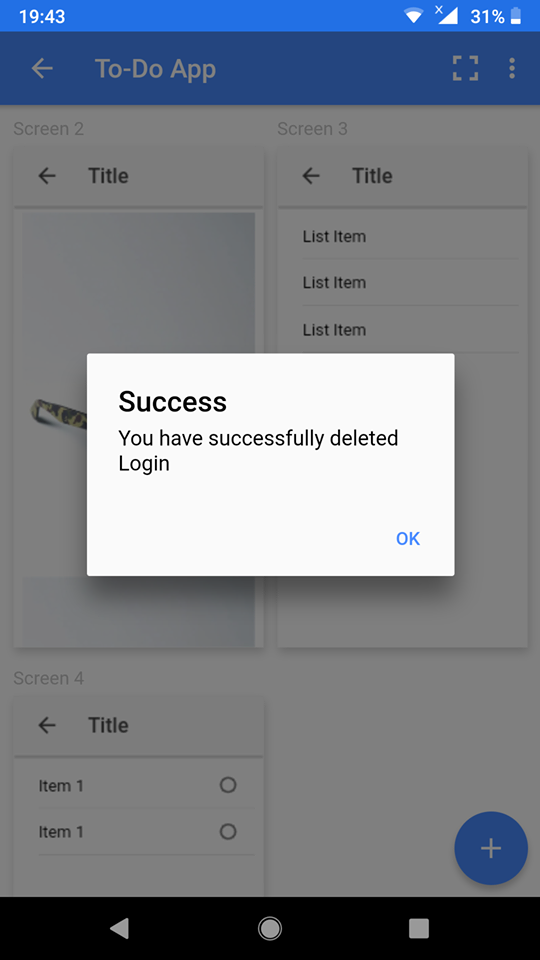 19:43
x
31%
To-Do App
Screen 2
Screen 3
Title
Title
List Item
List Item
List Item
Success
You have successfully deleted
Login
OK
Screen 4
Title
Item 1
Item 1